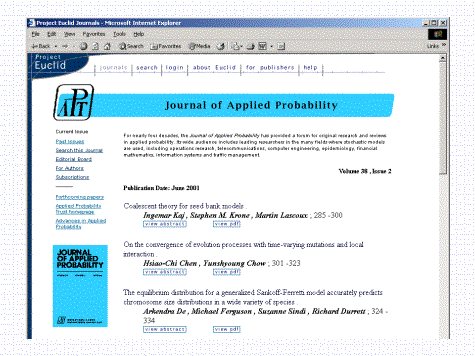 Project Euclid Journals - Microsoft Internet Explorer
File Edit View Favorites Tools Help
Back Search Favorites Media Links
Project
Euclid
journals | search | login | about Euclid | for publishers | help
APT
Journal of Applied Probability
Current Issue
Past Issues
Search this Journal
Editorial Board
For Authors
Subscriptions
Forthcoming papers
Applied Probability
Trust homepage
Advances in Applied
Probability
JOURNAL
OF APPLIED
PROBABILITY
For nearly four decades, the Journal of Applied Probability has provided a forum for original research and reviews
in applied probability. Its wide audience includes leading researchers in the many fields where stochastic models
are used, including operations research, telecommunications, computer engineering, epidemiology, financial
mathematics, information systems and traffic management.
Volume 38 , Issue 2
Publication Date: June 2001
Coalescent theory for seed bank models .
Ingemar Kaj , Stephen M. Krone , Martin Lascoux ; 285 -300
view abstract view pdf
On the convergence of evolution processes with time-varying mutations and local
interaction .
Hsiao-Chi Chen , Yunshyong Chow ; 301 -323
view abstract view pdf
The equilibrium distribution for a generalized Sankoff-Ferretti model accurately predicts
chromosome size distributions in a wide variety of species .
Arkendra De , Michael Ferguson , Suzanne Sindi , Richard Durrett ; 324 -
334
view abstract view pdf